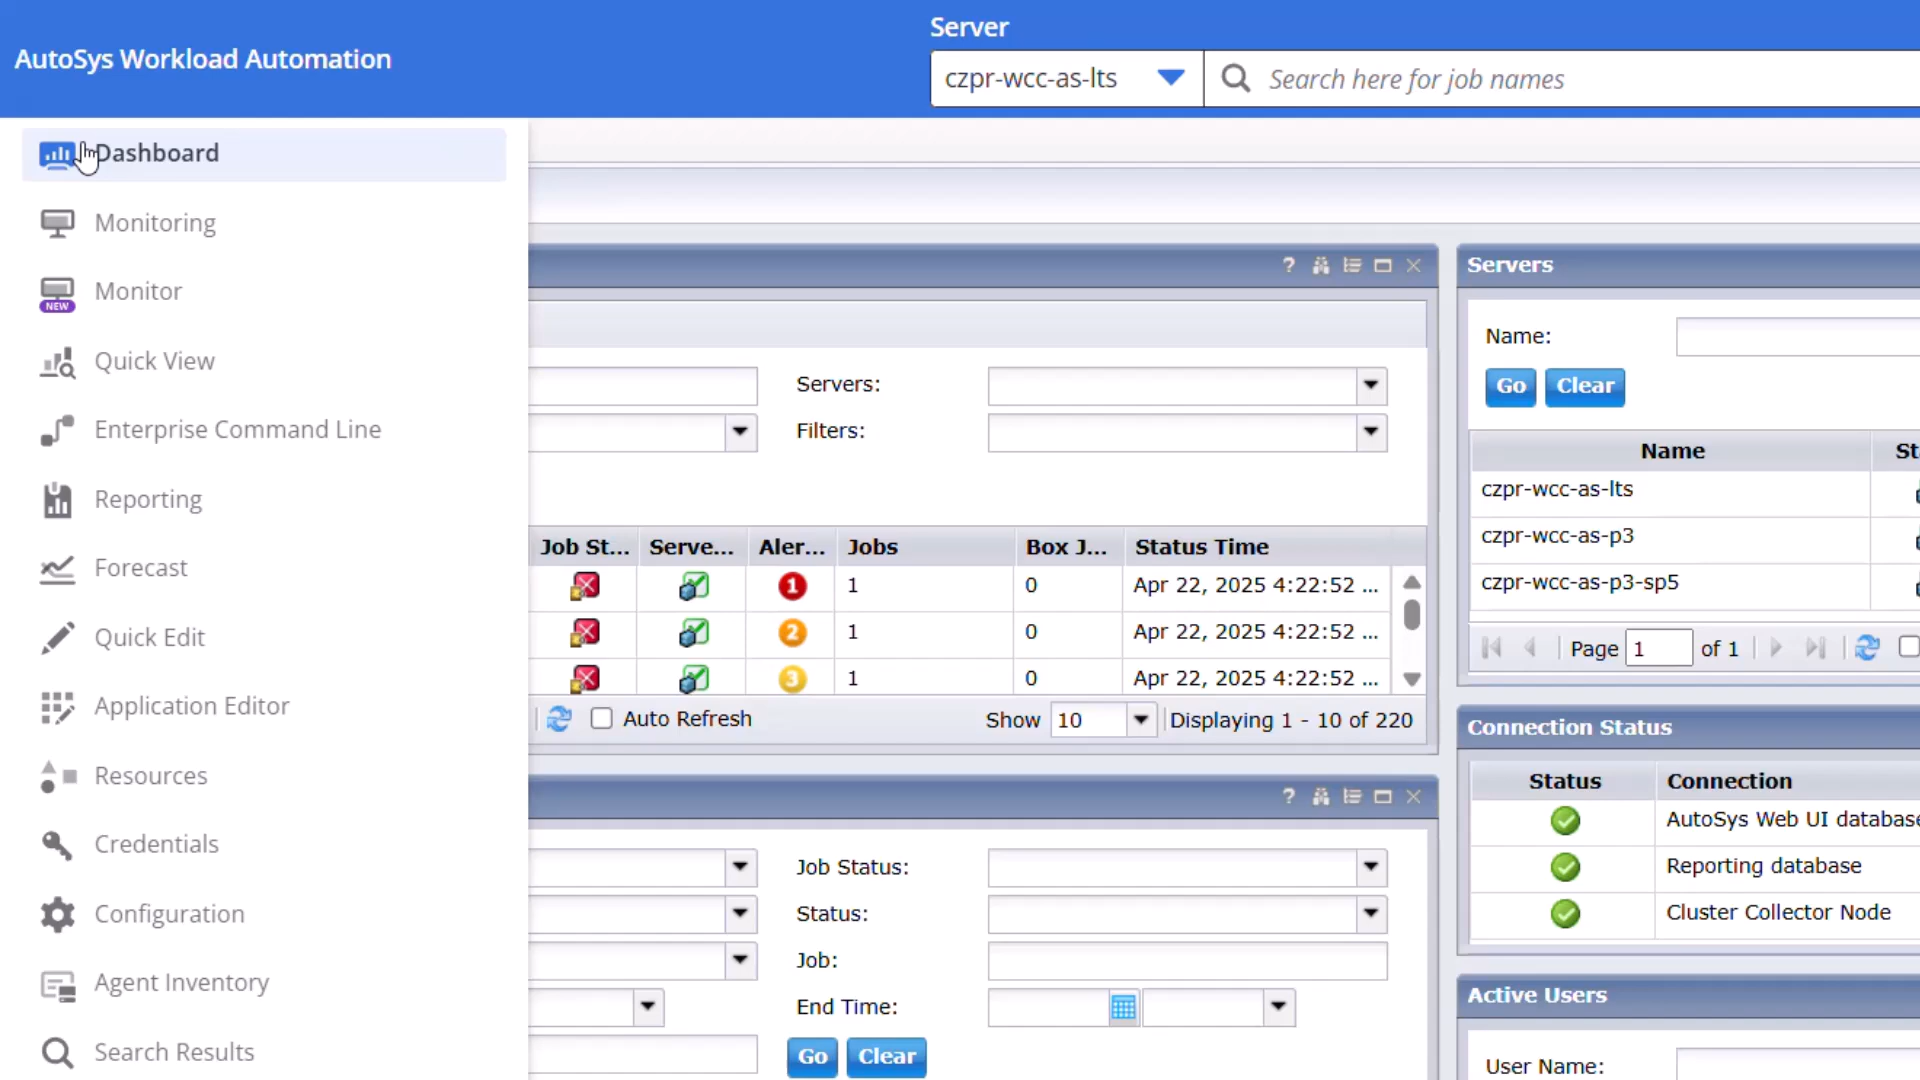 AutoSys Workload Automation
Server
czpr-wcc-as-lts
Search here for job names
Dashboard
Monitoring
Monitor
NEW
Quick View
Enterprise Command Line
Reporting
Forecast
Quick Edit
Application Editor
Resources
Credentials
Configuration
Agent Inventory
Search Results
?
Servers:
Filters:
Job St... Serve... Aler... Jobs Box J... Status Time
1 1 0 Apr 22, 2025 4:22:52 ...
2 1 0 Apr 22, 2025 4:22:52 ...
3 1 0 Apr 22, 2025 4:22:52 ...
Auto Refresh Show 10 Displaying 1 - 10 of 220
?
Job Status:
Status:
Job:
End Time:
Go Clear
Servers
Name:
Go Clear
Name St
czpr-wcc-as-lts
czpr-wcc-as-p3
czpr-wcc-as-p3-sp5
Page 1 of 1
Connection Status
Status Connection
AutoSys Web UI database
Reporting database
Cluster Collector Node
Active Users
User Name: